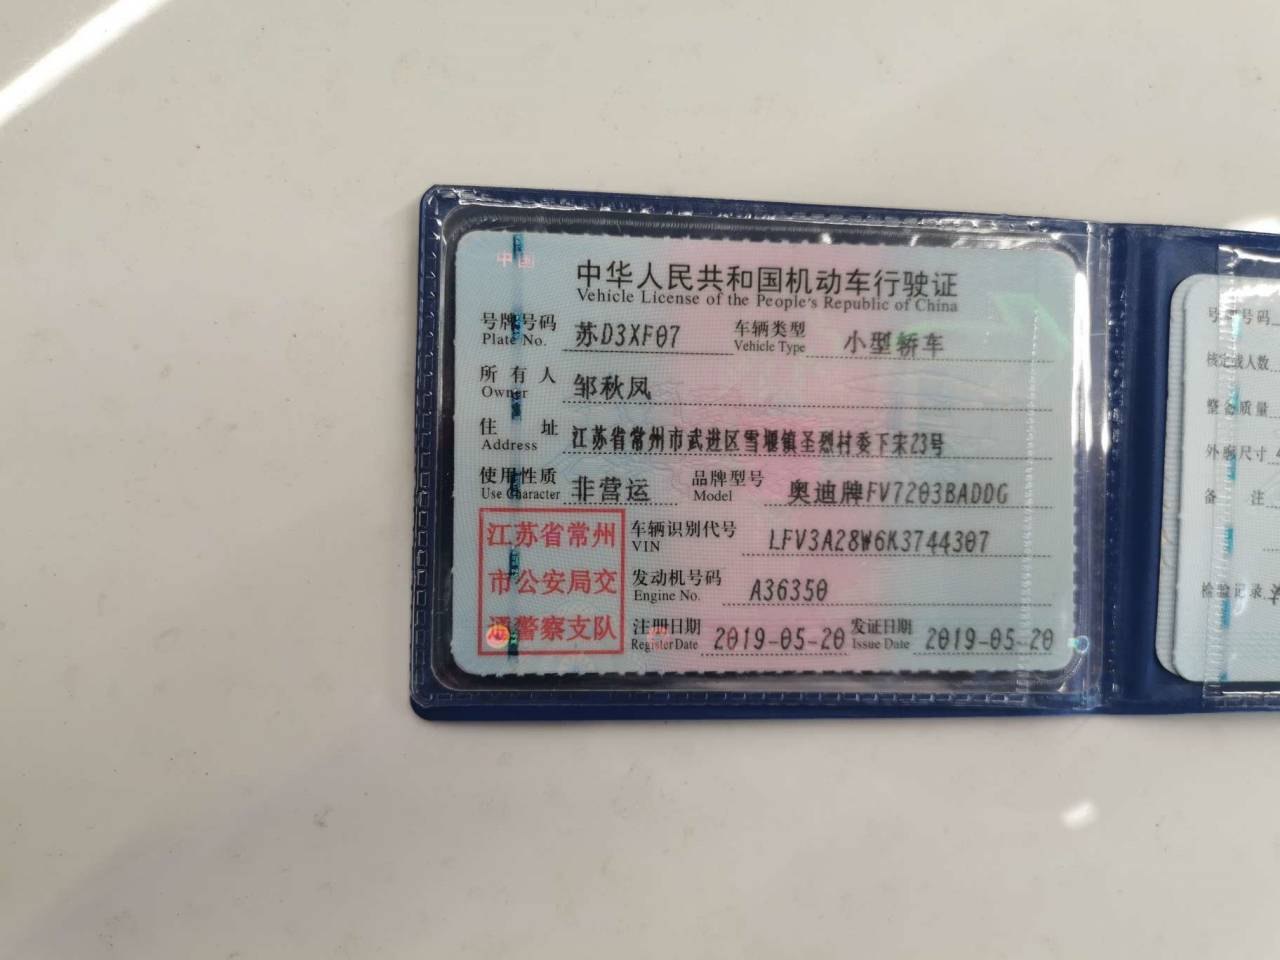 中国
中华人民共和国机动车行驶证
Vehicle License of the People's Republic of China
号牌号码 苏D3XF07 车辆类型 小型轿车
Plate No. Vehicle Type
所有人 邹秋凤
Owner
住址 江苏省常州市武进区雪堰镇圣烈村委下宋23号
Address
使用性质 非营运 品牌型号 奥迪牌FV7203BADDG
Use Character Model
江苏省常州
市公安局交
通警察支队
车辆识别代号 LFV3A28W6K3744307
VIN
发动机号码 A36350
Engine No.
注册日期 2019-05-20 发证日期 2019-05-20
Register Date Issue Date
号牌号码
核定载人数
整备质量
外廓尺寸
备注
检验记录